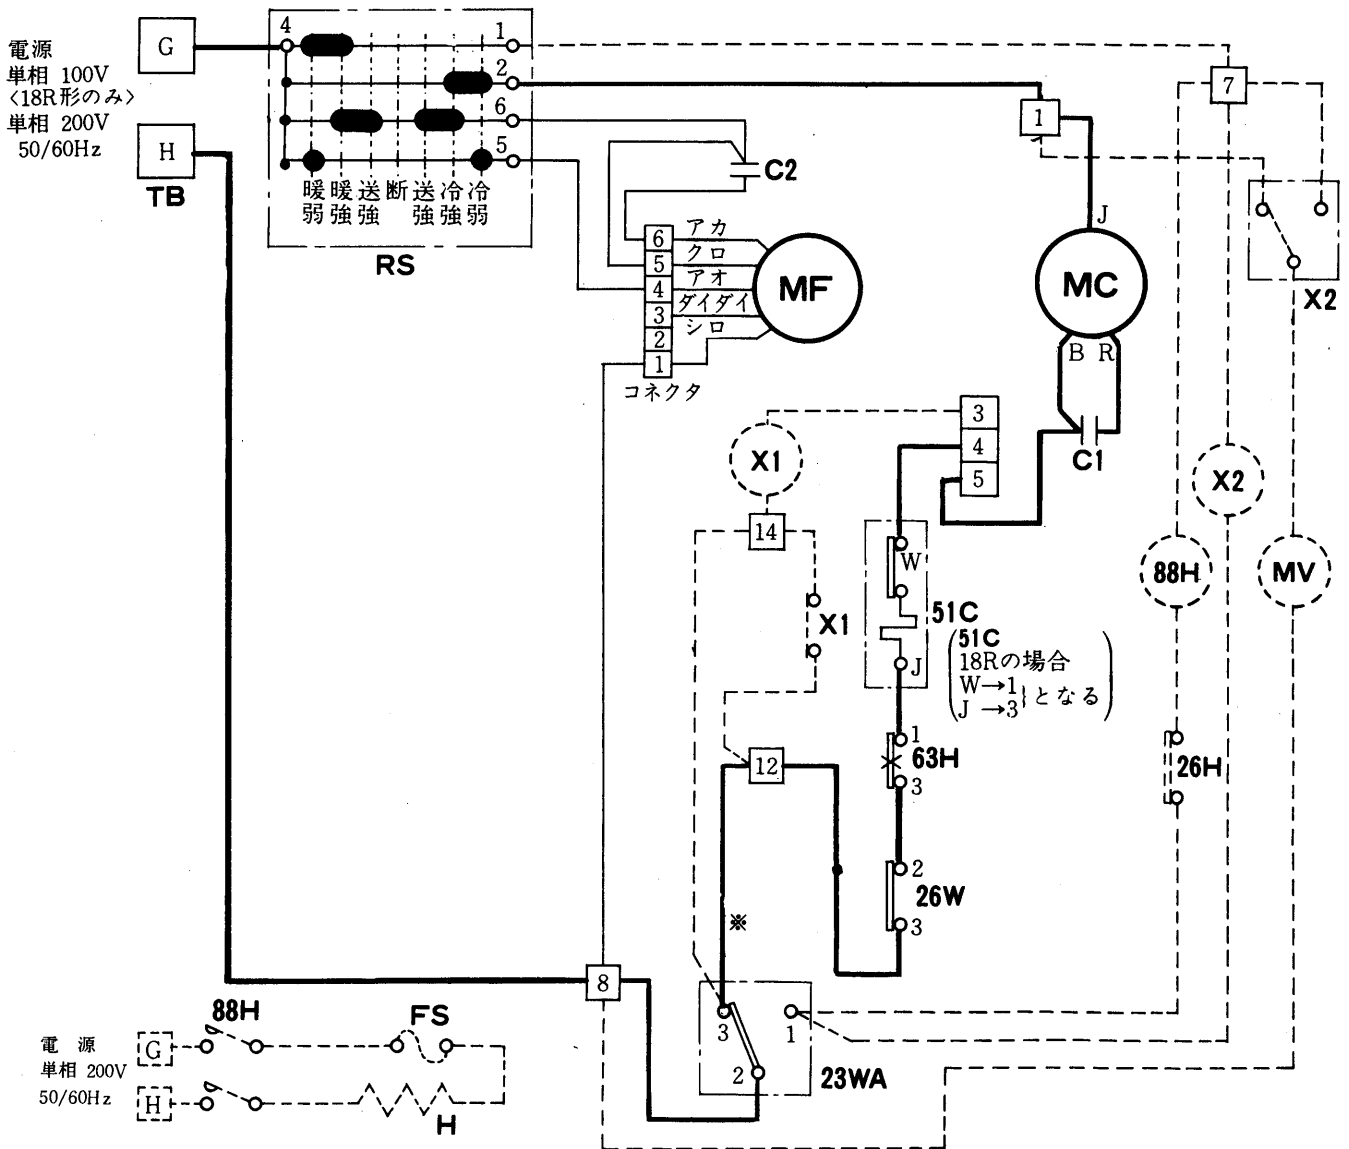 電源
単相 100V
〈18R形のみ〉
単相 200V
50/60Hz
G
H
TB
4
1
2
6
5
暖弱
暖強
送強
断
送強
冷強
冷弱
RS
C2
6 アカ
5 クロ
4 アオ
3 ダイダイ
2 シロ
1
コネクタ
MF
1
J
MC
B R
C1
7
X2
3
4
5
X1
14
X1
W
51C
J
51C
18Rの場合
W→1
J→3
}となる
1
63H
3
12
2
26W
3
※
8
3
1
2
23WA
88H
X2
MV
26H
電源
単相 200V
50/60Hz
G
H
88H
FS
H